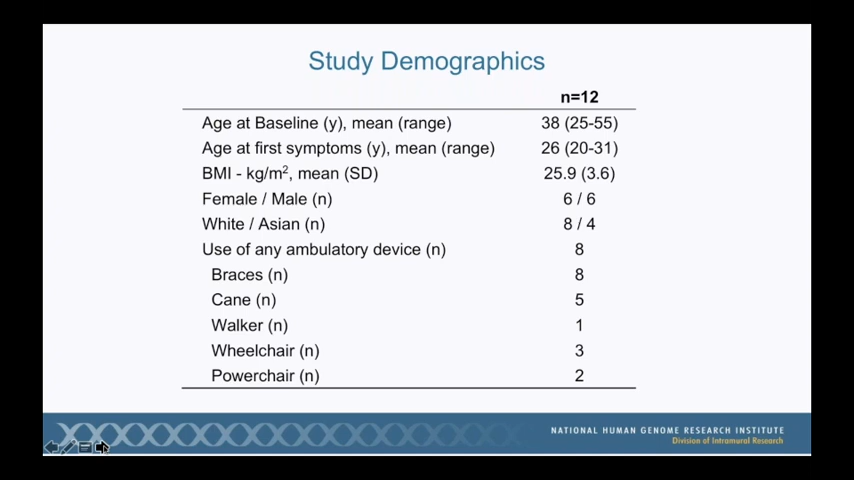 Study Demographics
n=12
Age at Baseline (y), mean (range) 38 (25-55)
Age at first symptoms (y), mean (range) 26 (20-31)
BMI - kg/m², mean (SD) 25.9 (3.6)
Female / Male (n) 6 / 6
White / Asian (n) 8 / 4
Use of any ambulatory device (n) 8
Braces (n) 8
Cane (n) 5
Walker (n) 1
Wheelchair (n) 3
Powerchair (n) 2
NATIONAL HUMAN GENOME RESEARCH INSTITUTE
Division of Intramural Research